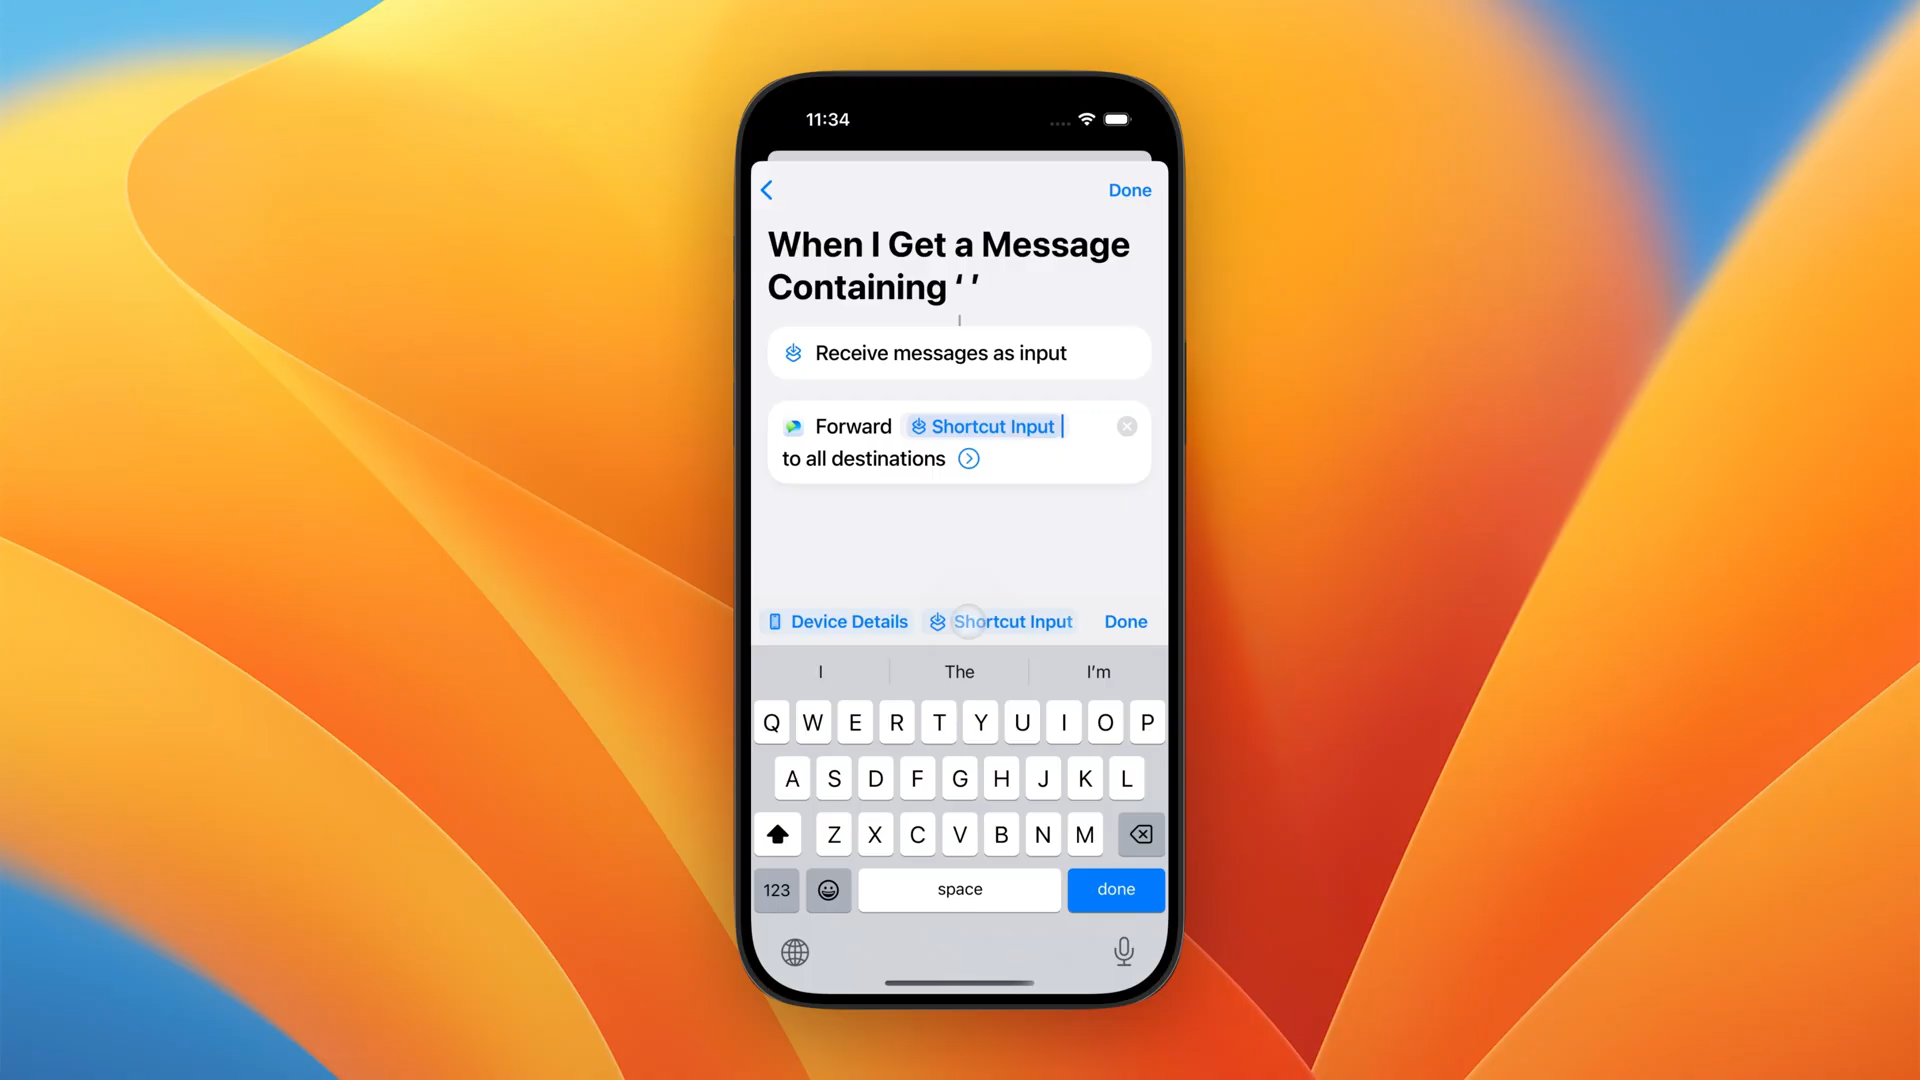 11:34
Done
When I Get a Message
Containing ‘ ’
Receive messages as input
Forward Shortcut Input
to all destinations
Device Details Shortcut Input Done
I The I’m
Q W E R T Y U I O P
A S D F G H J K L
Z X C V B N M
123 space done